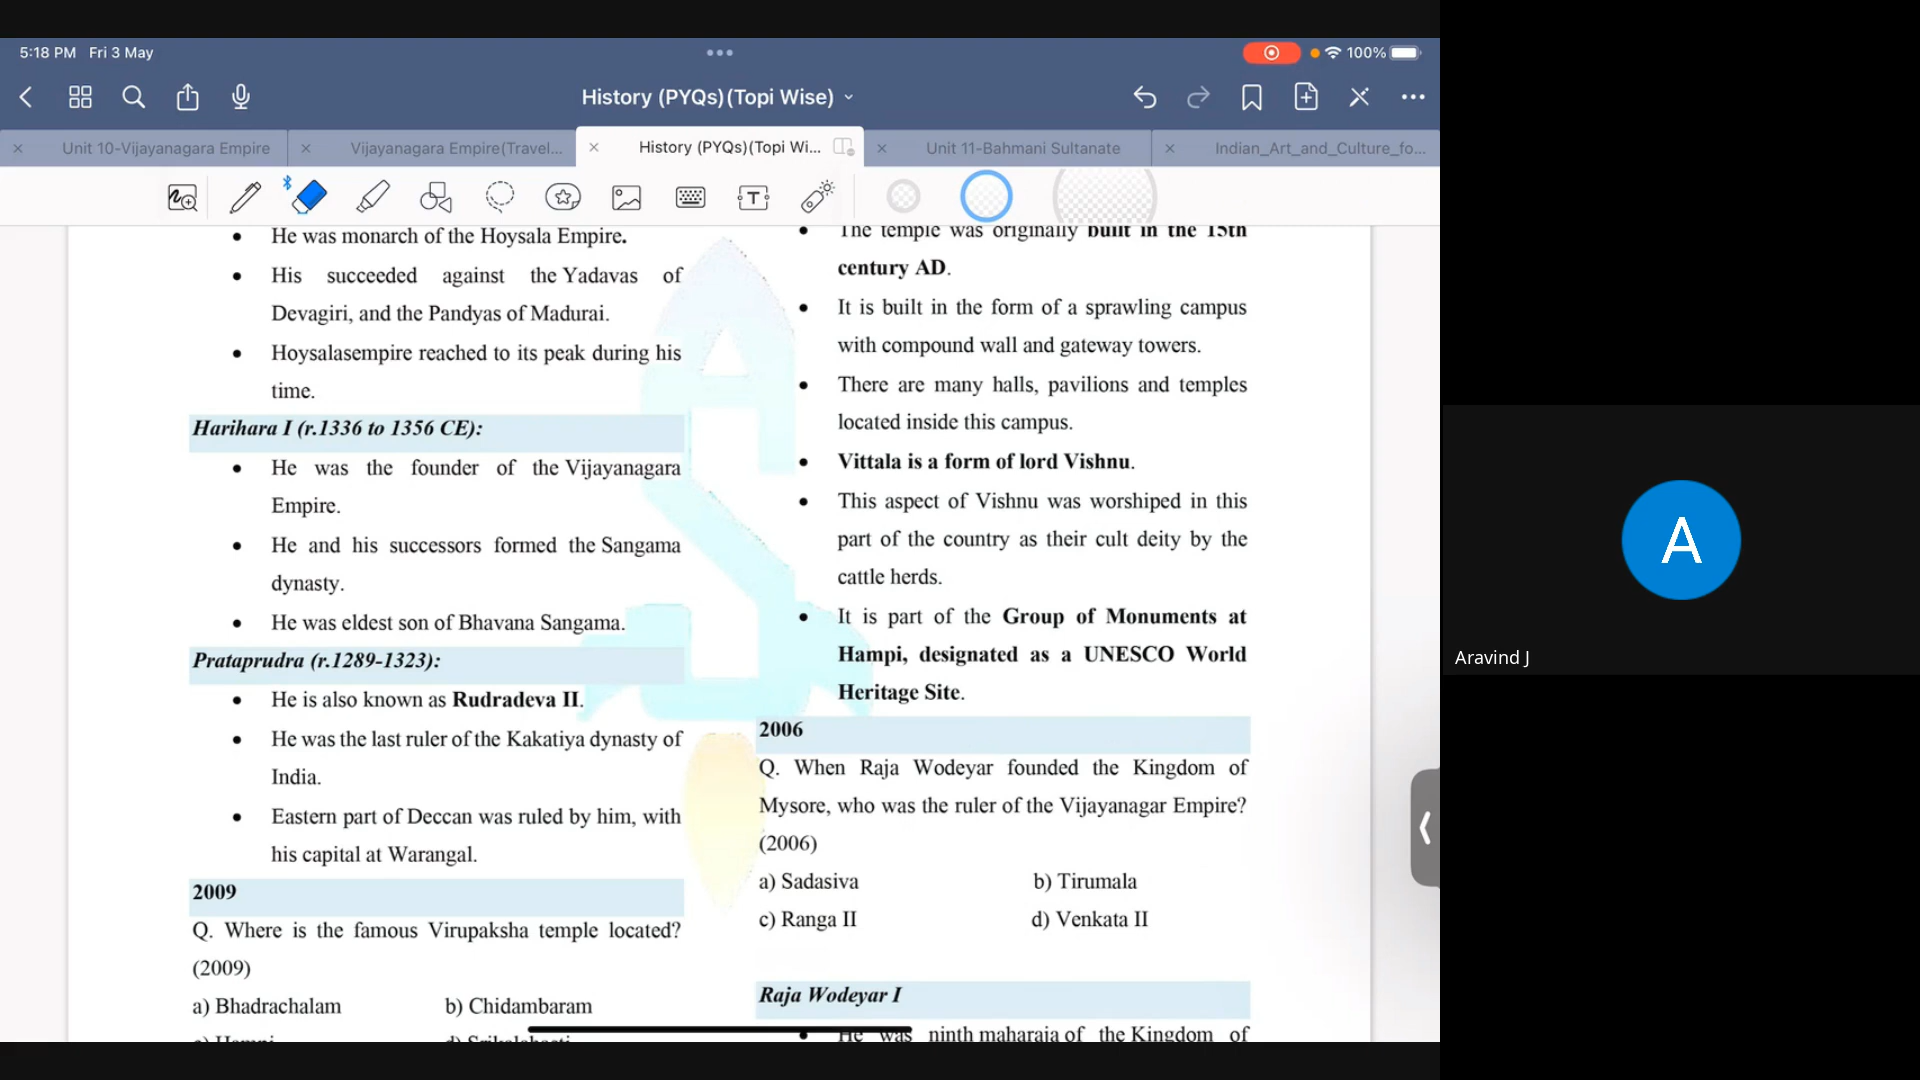 5:18 PM Fri 3 May
100%
History (PYQs)(Topi Wise)
Unit 10-Vijayanagara Empire
Vijayanagara Empire(Travel...
History (PYQs)(Topi Wi...
Unit 11-Bahmani Sultanate
Indian_Art_and_Culture_fo...
• He was monarch of the Hoysala Empire.
• His succeeded against the Yadavas of
Devagiri, and the Pandyas of Madurai.
• Hoysalasempire reached to its peak during his
time.
Harihara I (r.1336 to 1356 CE):
• He was the founder of the Vijayanagara
Empire.
• He and his successors formed the Sangama
dynasty.
• He was eldest son of Bhavana Sangama.
Prataprudra (r.1289-1323):
• He is also known as Rudradeva II.
• He was the last ruler of the Kakatiya dynasty of
India.
• Eastern part of Deccan was ruled by him, with
his capital at Warangal.
2009
Q. Where is the famous Virupaksha temple located?
(2009)
a) Bhadrachalam b) Chidambaram
c) Hampi d) Srikalahasti
• The temple was originally built in the 15th
century AD.
• It is built in the form of a sprawling campus
with compound wall and gateway towers.
• There are many halls, pavilions and temples
located inside this campus.
• Vittala is a form of lord Vishnu.
• This aspect of Vishnu was worshiped in this
part of the country as their cult deity by the
cattle herds.
• It is part of the Group of Monuments at
Hampi, designated as a UNESCO World
Heritage Site.
2006
Q. When Raja Wodeyar founded the Kingdom of
Mysore, who was the ruler of the Vijayanagar Empire?
(2006)
a) Sadasiva b) Tirumala
c) Ranga II d) Venkata II
Raja Wodeyar I
• He was ninth maharaja of the Kingdom of
A
Aravind J